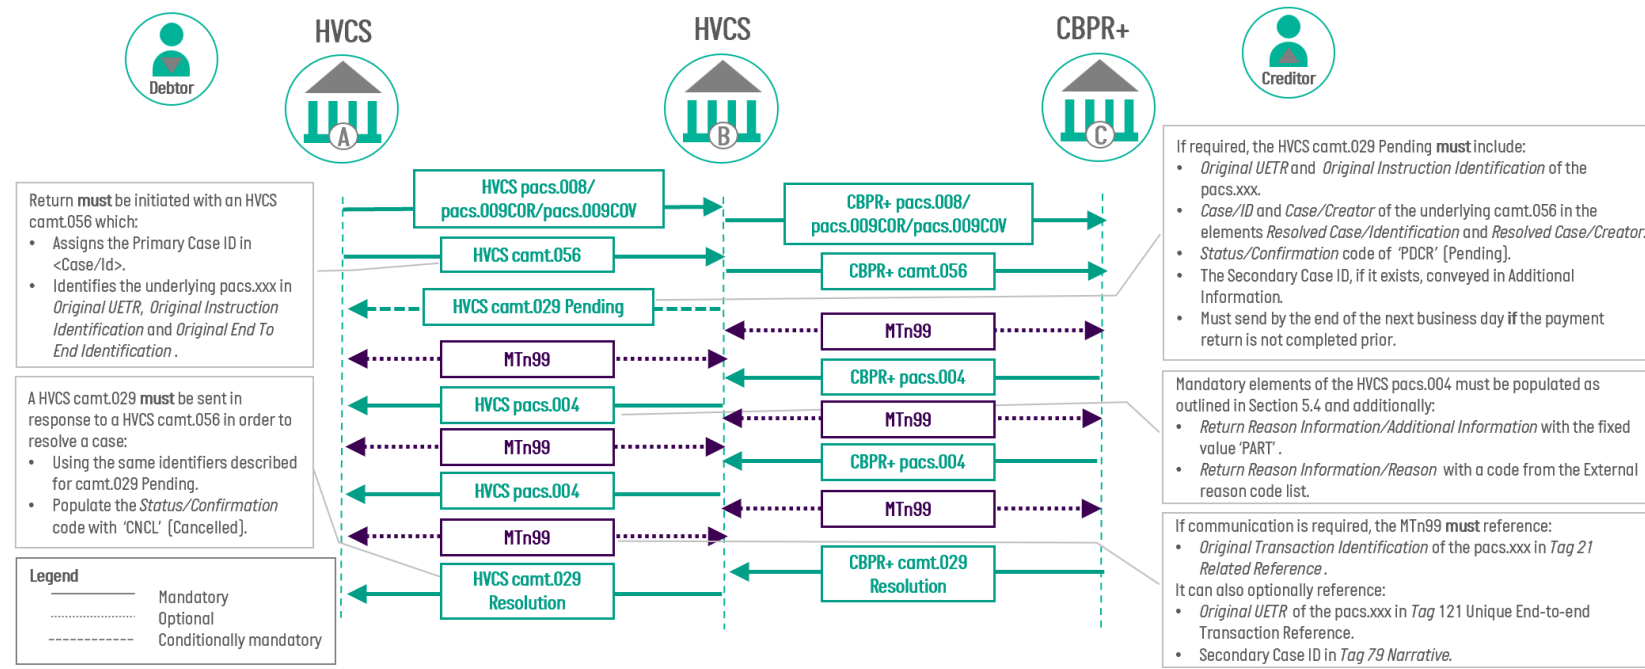 HVCS
HVCS
CBPR+
Debtor
Creditor
A
B
C
Return must be initiated with an HVCS
camt.056 which:
• Assigns the Primary Case ID in
<Case/Id>.
• Identifies the underlying pacs.xxx in
Original UETR, Original Instruction
Identification and Original End To
End Identification .
A HVCS camt.029 must be sent in
response to a HVCS camt.056 in order to
resolve a case:
• Using the same identifiers described
for camt.029 Pending.
• Populate the Status/Confirmation
code with 'CNCL' (Cancelled).
Legend
Mandatory
Optional
Conditionally mandatory
HVCS pacs.008/
pacs.009COR/pacs.009COV
HVCS camt.056
HVCS camt.029 Pending
MTn99
HVCS pacs.004
MTn99
HVCS pacs.004
MTn99
HVCS camt.029
Resolution
CBPR+ pacs.008/
pacs.009COR/pacs.009COV
CBPR+ camt.056
MTn99
CBPR+ pacs.004
MTn99
CBPR+ pacs.004
MTn99
CBPR+ camt.029
Resolution
If required, the HVCS camt.029 Pending must include:
• Original UETR and Original Instruction Identification of the
pacs.xxx.
• Case/ID and Case/Creator of the underlying camt.056 in the
elements Resolved Case/Identification and Resolved Case/Creator.
• Status/Confirmation code of 'PDCR' (Pending).
• The Secondary Case ID, if it exists, conveyed in Additional
Information.
• Must send by the end of the next business day if the payment
return is not completed prior.
Mandatory elements of the HVCS pacs.004 must be populated as
outlined in Section 5.4 and additionally:
• Return Reason Information/Additional Information with the fixed
value 'PART' .
• Return Reason Information/Reason with a code from the External
reason code list.
If communication is required, the MTn99 must reference:
• Original Transaction Identification of the pacs.xxx in Tag 21
Related Reference .
It can also optionally reference:
• Original UETR of the pacs.xxx in Tag 121 Unique End-to-end
Transaction Reference.
• Secondary Case ID in Tag 79 Narrative.